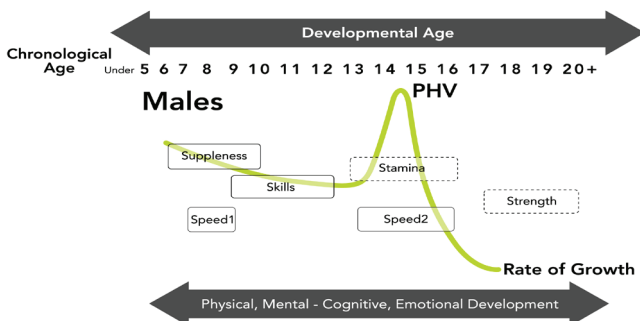 Developmental Age
Chronological
Age
Under 5 6 7 8 9 10 11 12 13 14 15 16 17 18 19 20 +
Males
PHV
Suppleness
Stamina
Skills
Strength
Speed1
Speed2
Rate of Growth
Physical, Mental - Cognitive, Emotional Development